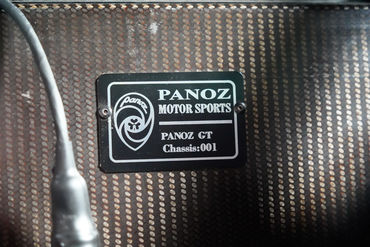 Panoz
PANOZ
MOTOR SPORTS
PANOZ GT
Chassis:001